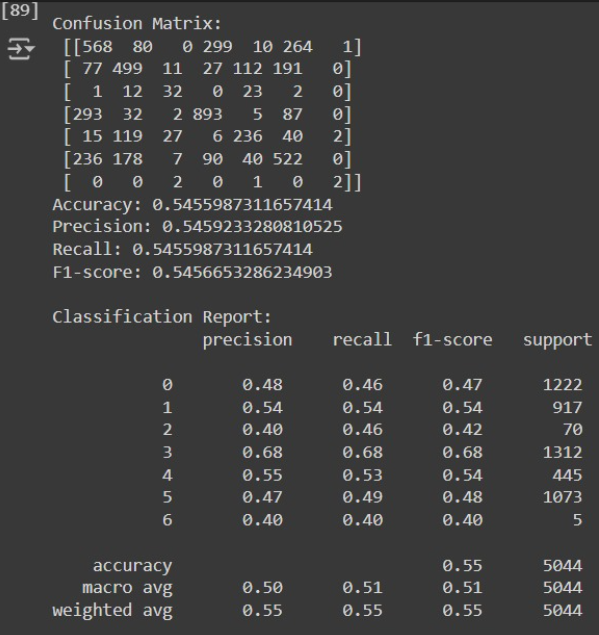 [89]
Confusion Matrix:
[[568 80 0 299 10 264 1]
[ 77 499 11 27 112 191 0]
[ 1 12 32 0 23 2 0]
[293 32 2 893 5 87 0]
[ 15 119 27 6 236 40 2]
[236 178 7 90 40 522 0]
[ 0 0 2 0 1 0 2]]
Accuracy: 0.5455987311657414
Precision: 0.5459233280810525
Recall: 0.5455987311657414
F1-score: 0.5456653286234903
Classification Report:
precision recall f1-score support
0 0.48 0.46 0.47 1222
1 0.54 0.54 0.54 917
2 0.40 0.46 0.42 70
3 0.68 0.68 0.68 1312
4 0.55 0.53 0.54 445
5 0.47 0.49 0.48 1073
6 0.40 0.40 0.40 5
accuracy 0.55 5044
macro avg 0.50 0.51 0.51 5044
weighted avg 0.55 0.55 0.55 5044